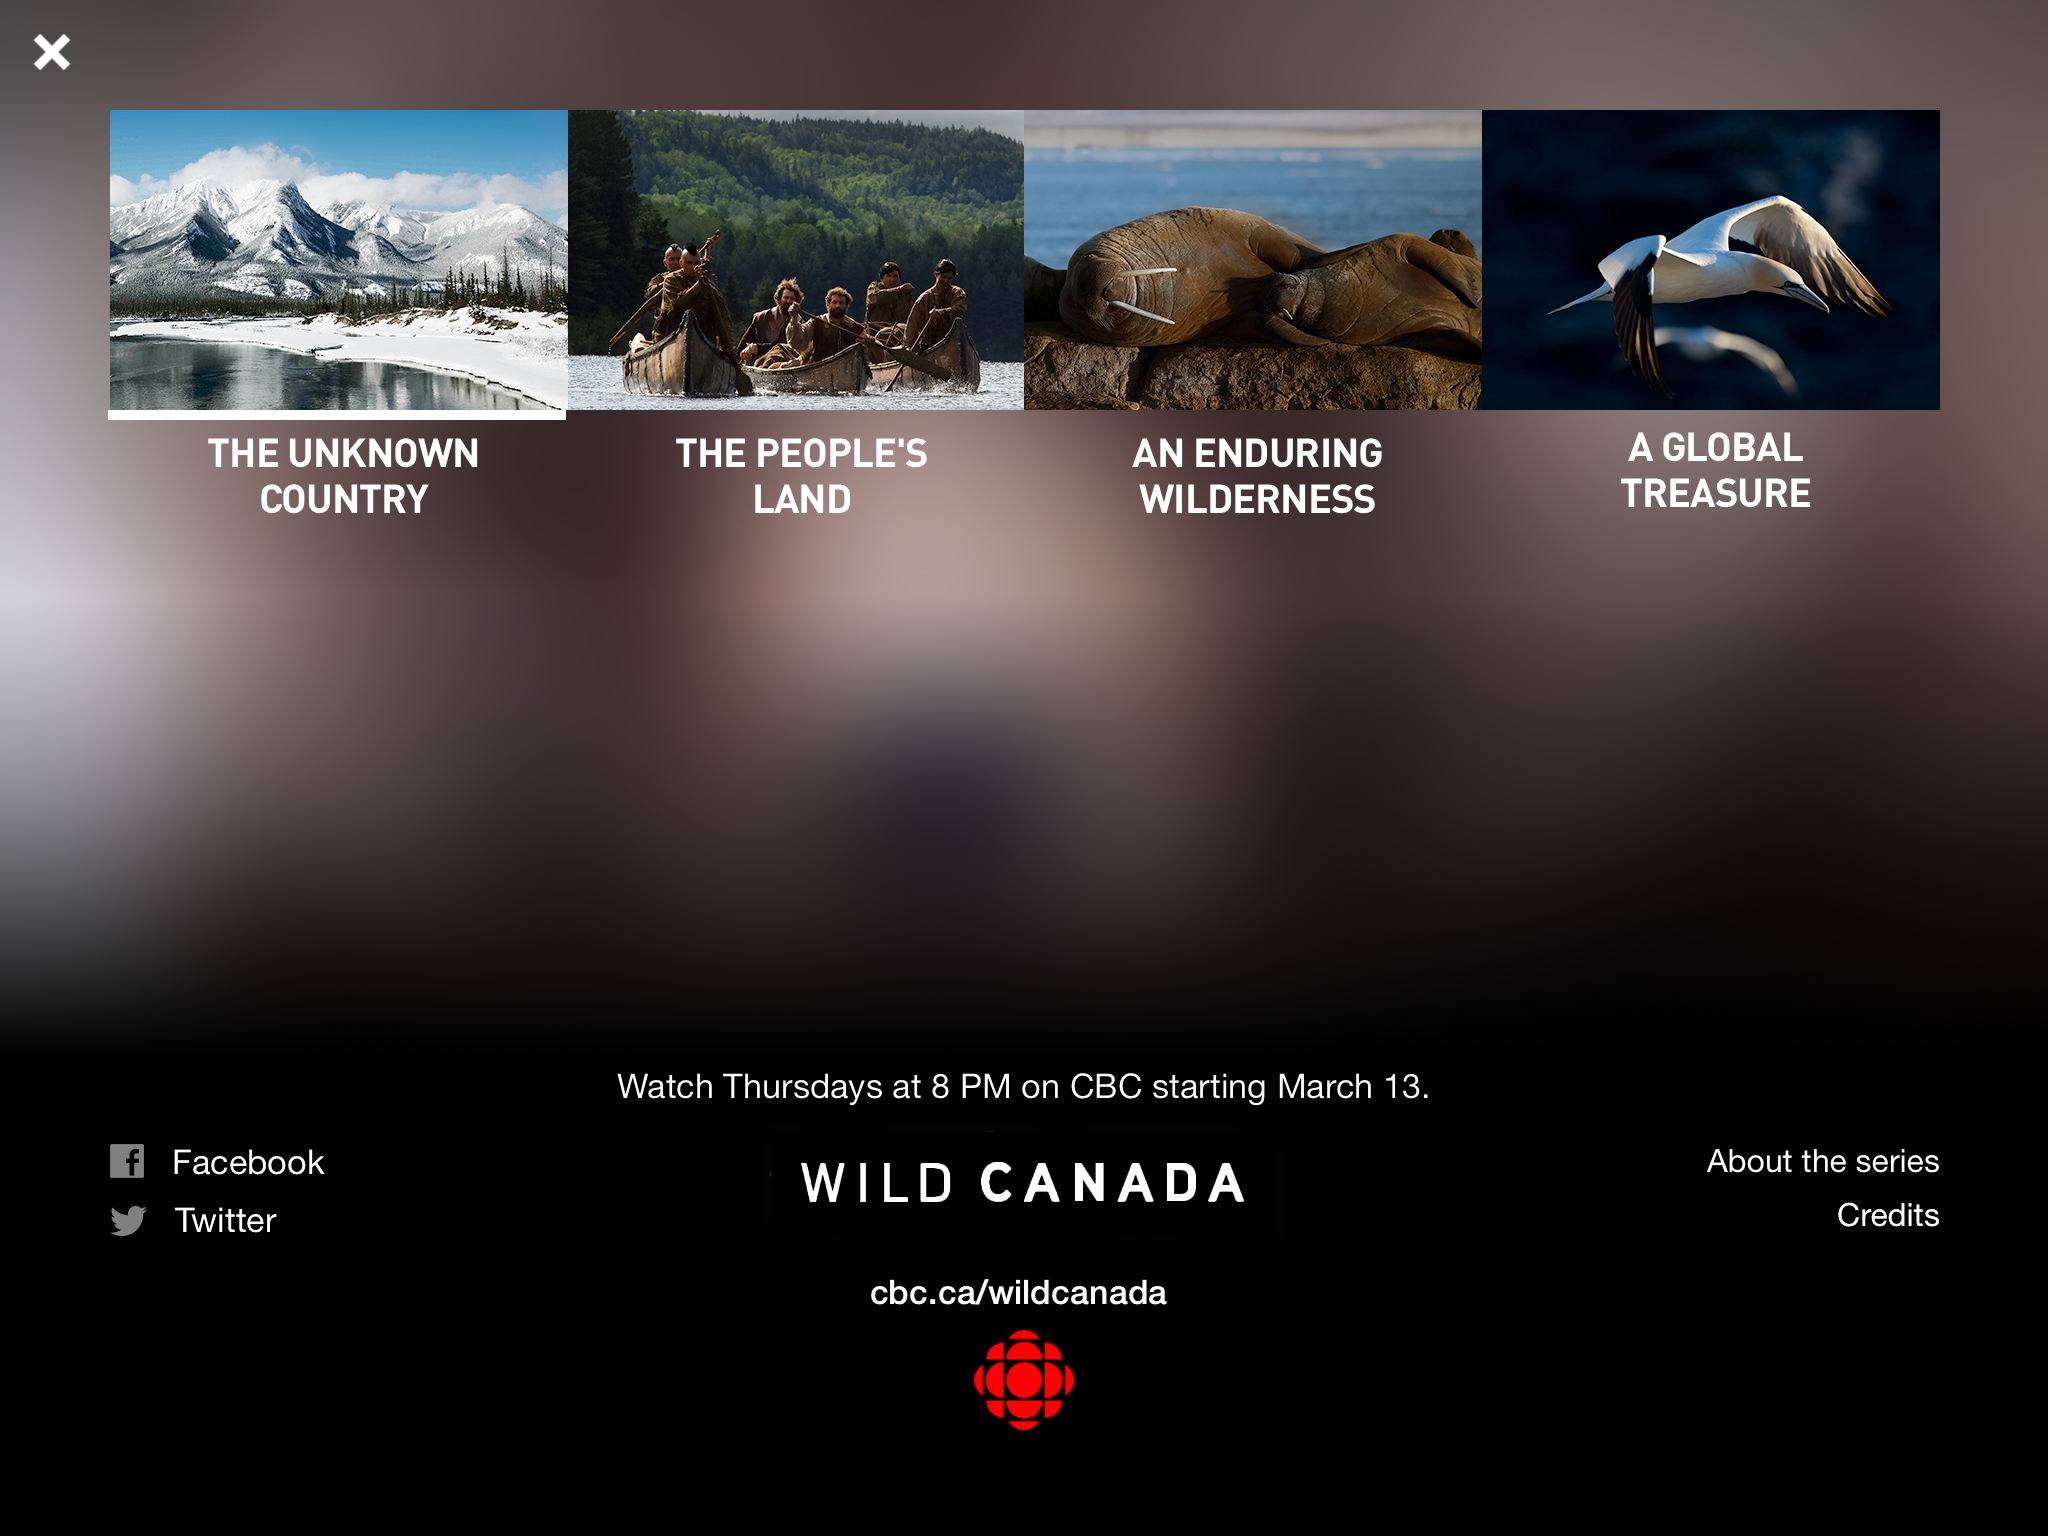 THE UNKNOWN
COUNTRY
THE PEOPLE'S
LAND
AN ENDURING
WILDERNESS
A GLOBAL
TREASURE
Watch Thursdays at 8 PM on CBC starting March 13.
Facebook
Twitter
WILD CANADA
About the series
Credits
cbc.ca/wildcanada